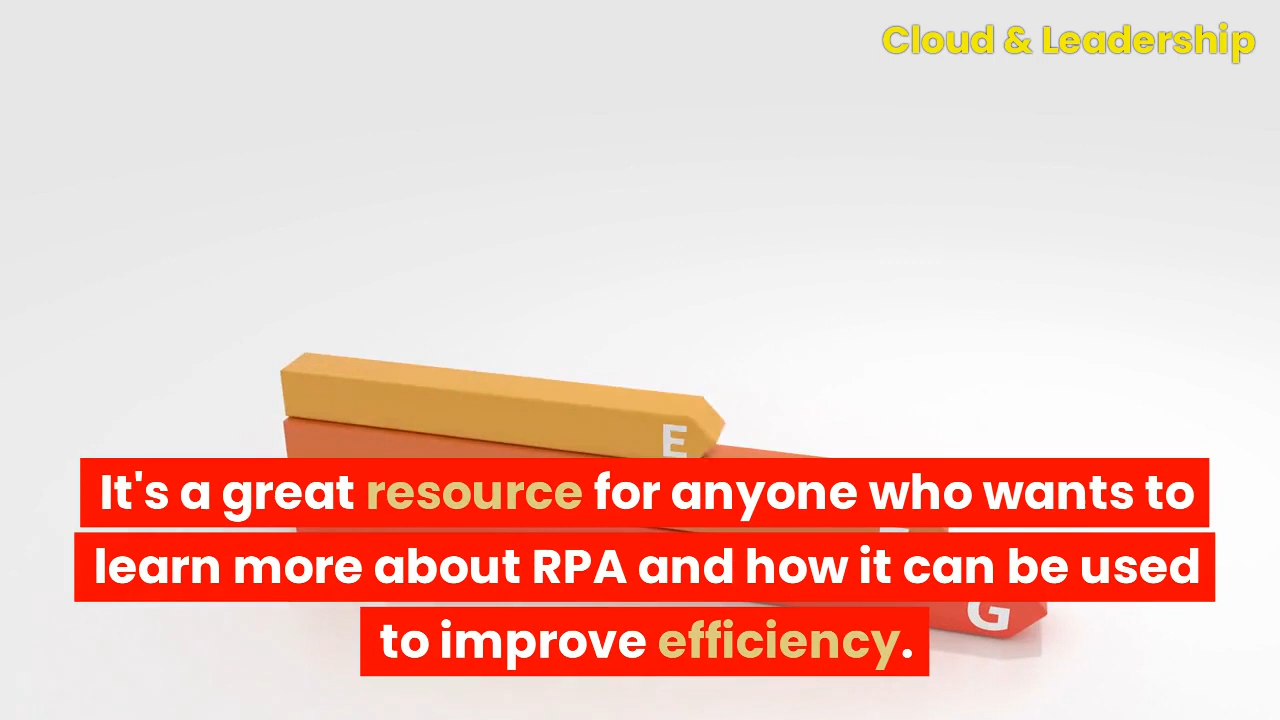 Cloud & Leadership
E
It's a great resource for anyone who wants to
learn more about RPA and how it can be used
G
to improve efficiency.